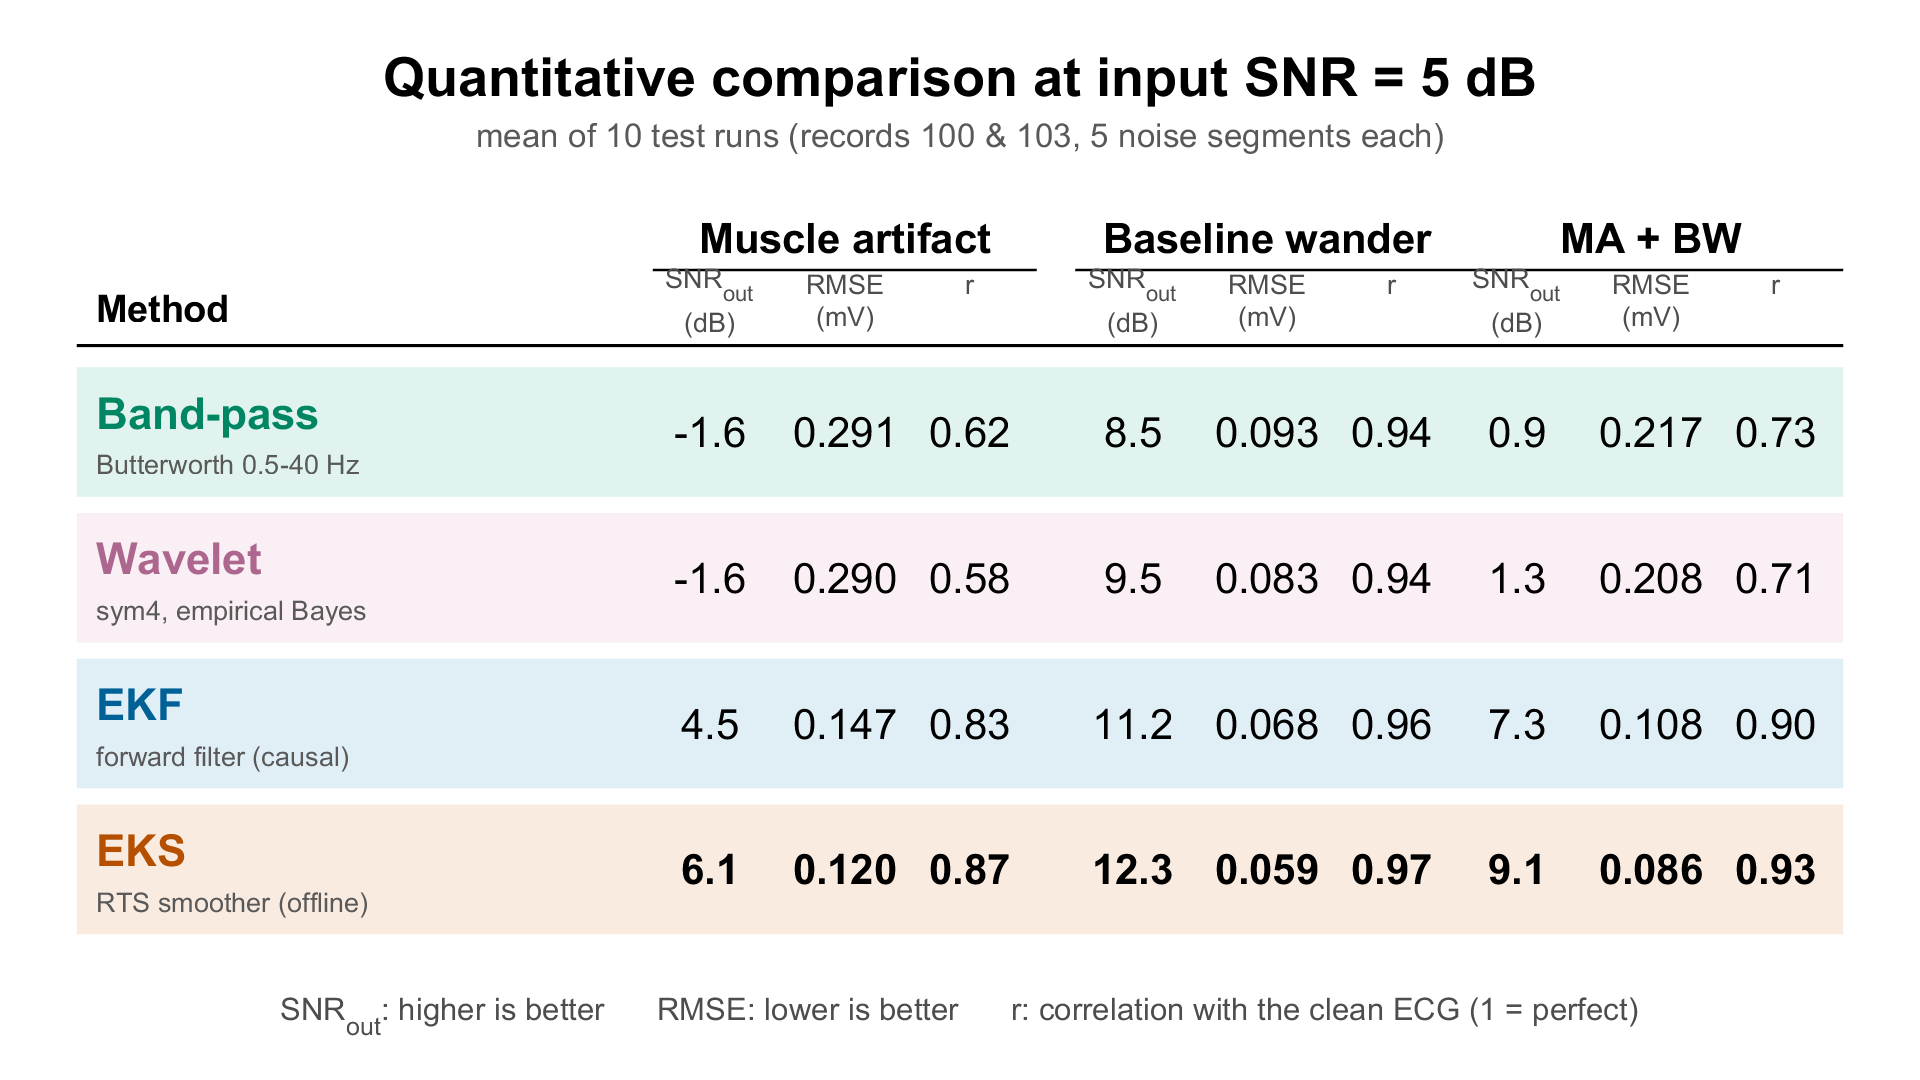 Quantitative comparison at input SNR = 5 dB
mean of 10 test runs (records 100 & 103, 5 noise segments each)
Muscle artifact Baseline wander MA + BW
Method SNRout (dB) RMSE (mV) r SNRout (dB) RMSE (mV) r SNRout (dB) RMSE (mV) r
Band-pass -1.6 0.291 0.62 8.5 0.093 0.94 0.9 0.217 0.73
Butterworth 0.5-40 Hz
Wavelet -1.6 0.290 0.58 9.5 0.083 0.94 1.3 0.208 0.71
sym4, empirical Bayes
EKF 4.5 0.147 0.83 11.2 0.068 0.96 7.3 0.108 0.90
forward filter (causal)
EKS 6.1 0.120 0.87 12.3 0.059 0.97 9.1 0.086 0.93
RTS smoother (offline)
SNRout: higher is better RMSE: lower is better r: correlation with the clean ECG (1 = perfect)